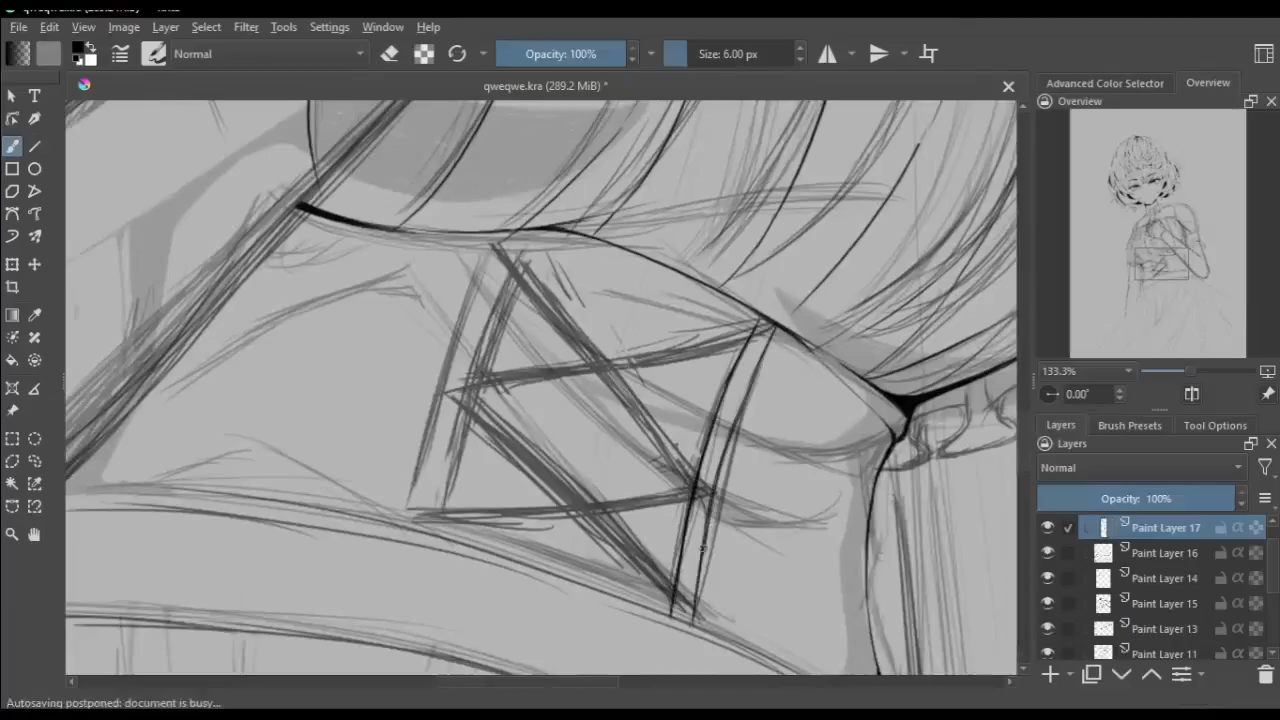 File Edit View Image Layer Select Filter Tools Settings Window Help
Normal
Opacity: 100%
Size: 6.00 px
qweqwe.kra (289.2 MiB) *
Advanced Color Selector
Overview
Overview
133.3%
0.00°
Layers
Brush Presets
Tool Options
Layers
Normal
Opacity: 100%
Paint Layer 17
Paint Layer 16
Paint Layer 14
Paint Layer 15
Paint Layer 13
Paint Layer 11
Autosaving postponed: document is busy...